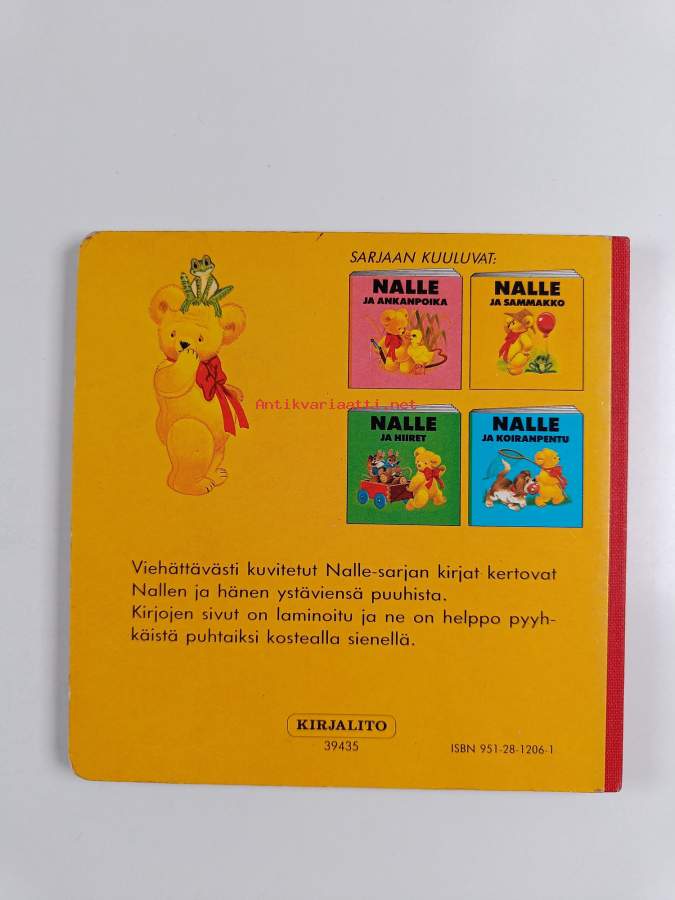 SARJAAN KUULUVAT:
NALLE
JA ANKANPOIKA
NALLE
JA SAMMAKKO
Antikvariaatti.net
NALLE
JA HIIRET
NALLE
JA KOIRANPENTU
Viehättävästi kuvitetut Nalle-sarjan kirjat kertovat
Nallen ja hänen ystäviensä puuhista.
Kirjojen sivut on laminoitu ja ne on helppo pyyh-
käistä puhtaiksi kostealla sienellä.
KIRJALITO
39435
ISBN 951-28-1206-1